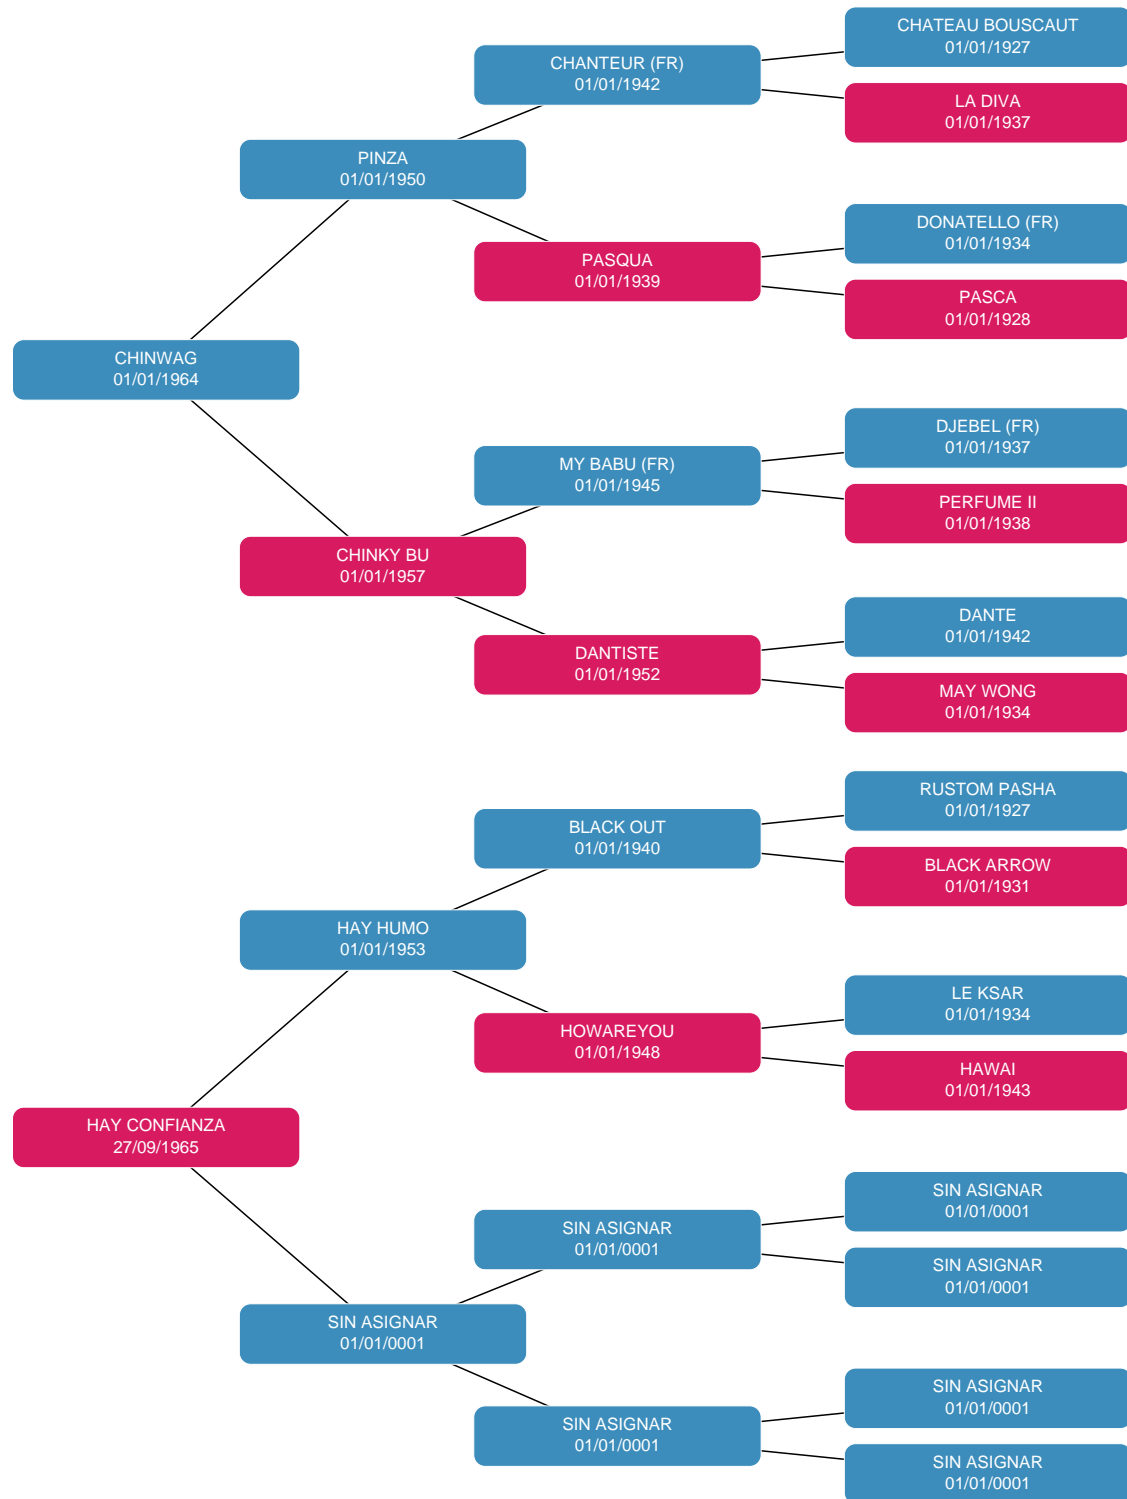 CHATEAU BOUSCAUT
01/01/1927
CHANTEUR (FR)
01/01/1942
LA DIVA
01/01/1937
PINZA
01/01/1950
DONATELLO (FR)
01/01/1934
PASQUA
01/01/1939
PASCA
01/01/1928
CHINWAG
01/01/1964
DJEBEL (FR)
01/01/1937
MY BABU (FR)
01/01/1945
PERFUME II
01/01/1938
CHINKY BU
01/01/1957
DANTE
01/01/1942
DANTISTE
01/01/1952
MAY WONG
01/01/1934
RUSTOM PASHA
01/01/1927
BLACK OUT
01/01/1940
BLACK ARROW
01/01/1931
HAY HUMO
01/01/1953
LE KSAR
01/01/1934
HOWAREYOU
01/01/1948
HAWAI
01/01/1943
HAY CONFIANZA
27/09/1965
SIN ASIGNAR
01/01/0001
SIN ASIGNAR
01/01/0001
SIN ASIGNAR
01/01/0001
SIN ASIGNAR
01/01/0001
SIN ASIGNAR
01/01/0001
SIN ASIGNAR
01/01/0001
SIN ASIGNAR
01/01/0001